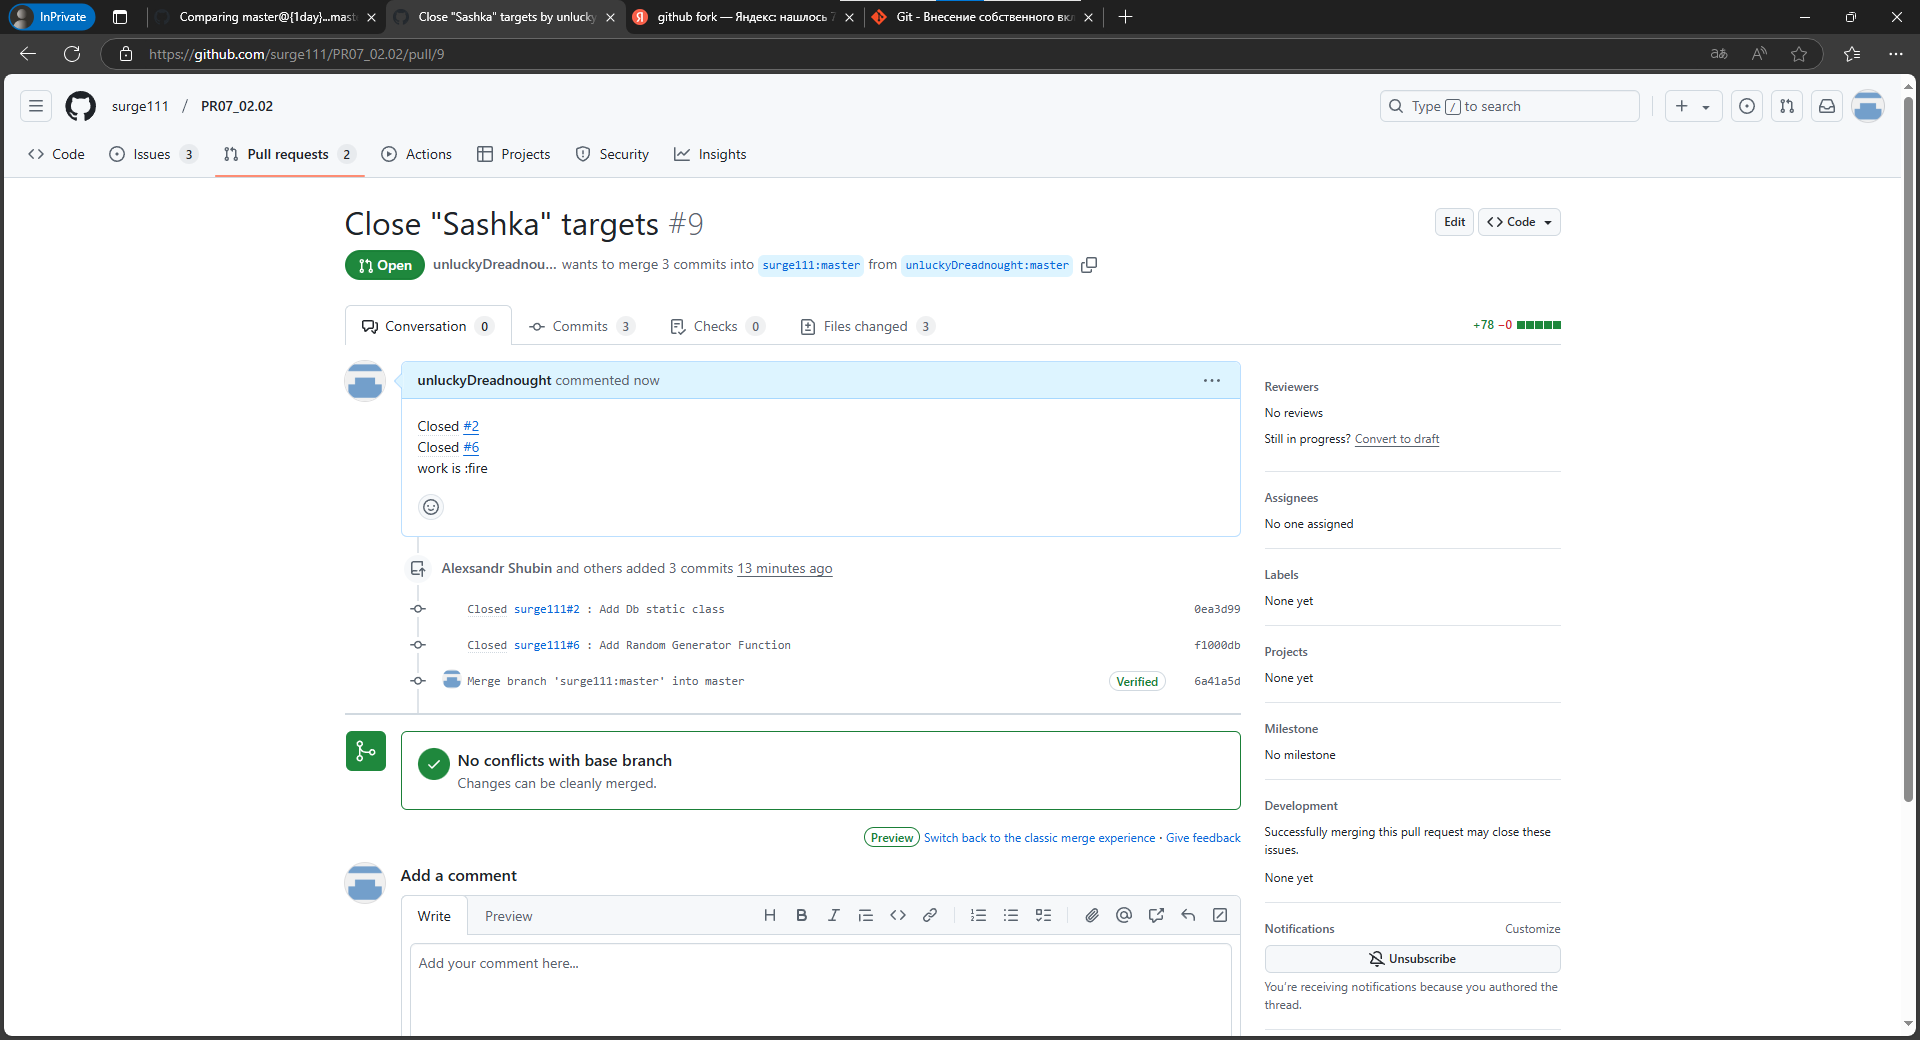 InPrivate
Comparing master@{1day}...mast
Close "Sashka" targets by unlucky
github fork — Яндекс: нашлось 7
Git - Внесение собственного вкл
https://github.com/surge111/PR07_02.02/pull/9
surge111 / PR07_02.02
Type / to search
Code
Issues 3
Pull requests 2
Actions
Projects
Security
Insights
Close "Sashka" targets #9
Edit
Code
Open
unluckyDreadnou... wants to merge 3 commits into surge111:master from unluckyDreadnought:master
Conversation 0
Commits 3
Checks 0
Files changed 3
+78 −0
unluckyDreadnought commented now
Closed #2
Closed #6
work is :fire
Alexsandr Shubin and others added 3 commits 13 minutes ago
Closed surge111#2 : Add Db static class 0ea3d99
Closed surge111#6 : Add Random Generator Function f1000db
Merge branch 'surge111:master' into master Verified 6a41a5d
No conflicts with base branch
Changes can be cleanly merged.
Preview Switch back to the classic merge experience · Give feedback
Add a comment
Write
Preview
Add your comment here...
Reviewers
No reviews
Still in progress? Convert to draft
Assignees
No one assigned
Labels
None yet
Projects
None yet
Milestone
No milestone
Development
Successfully merging this pull request may close these
issues.
None yet
Notifications Customize
Unsubscribe
You're receiving notifications because you authored the
thread.